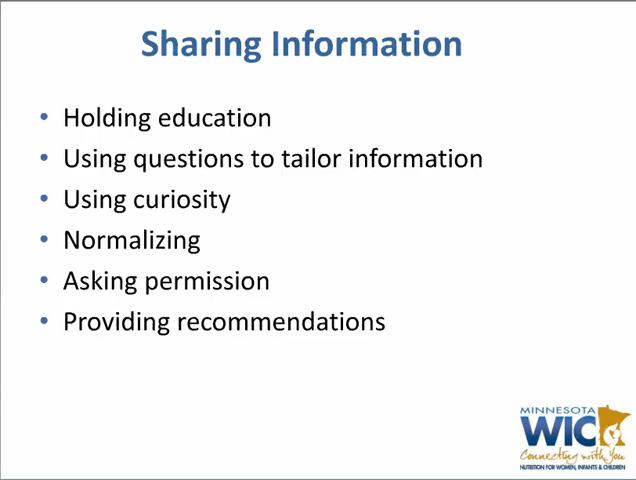 Sharing Information
• Holding education
• Using questions to tailor information
• Using curiosity
• Normalizing
• Asking permission
• Providing recommendations
MINNESOTA
WIC
Connecting with You
NUTRITION FOR WOMEN, INFANTS & CHILDREN